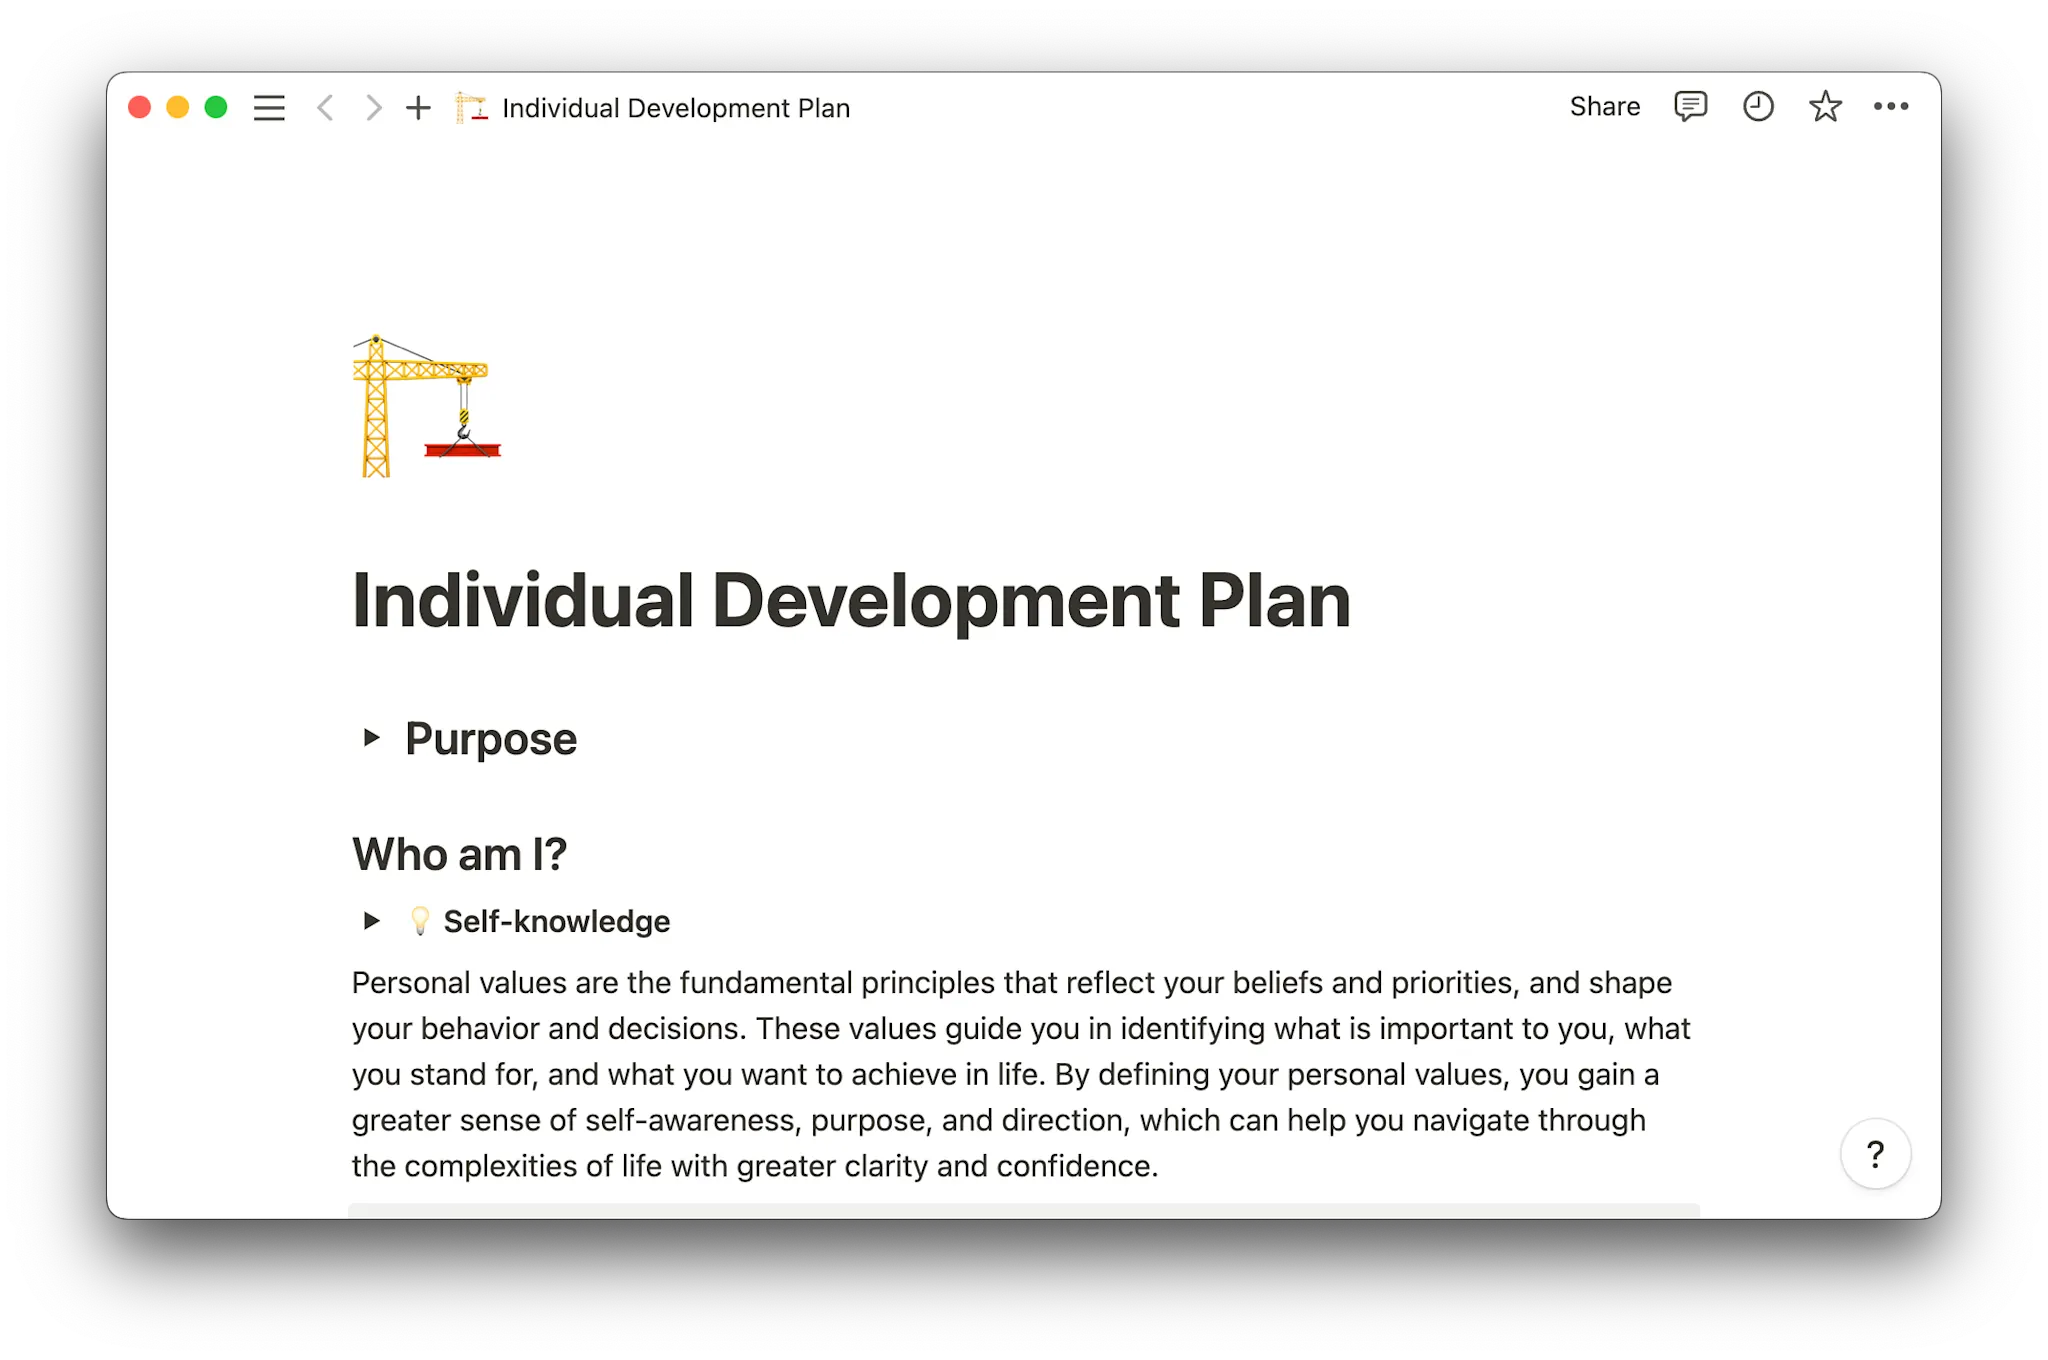 Individual Development Plan
Share
Individual Development Plan
Purpose
Who am I?
Self-knowledge
Personal values are the fundamental principles that reflect your beliefs and priorities, and shape
your behavior and decisions. These values guide you in identifying what is important to you, what
you stand for, and what you want to achieve in life. By defining your personal values, you gain a
greater sense of self-awareness, purpose, and direction, which can help you navigate through
the complexities of life with greater clarity and confidence.
?